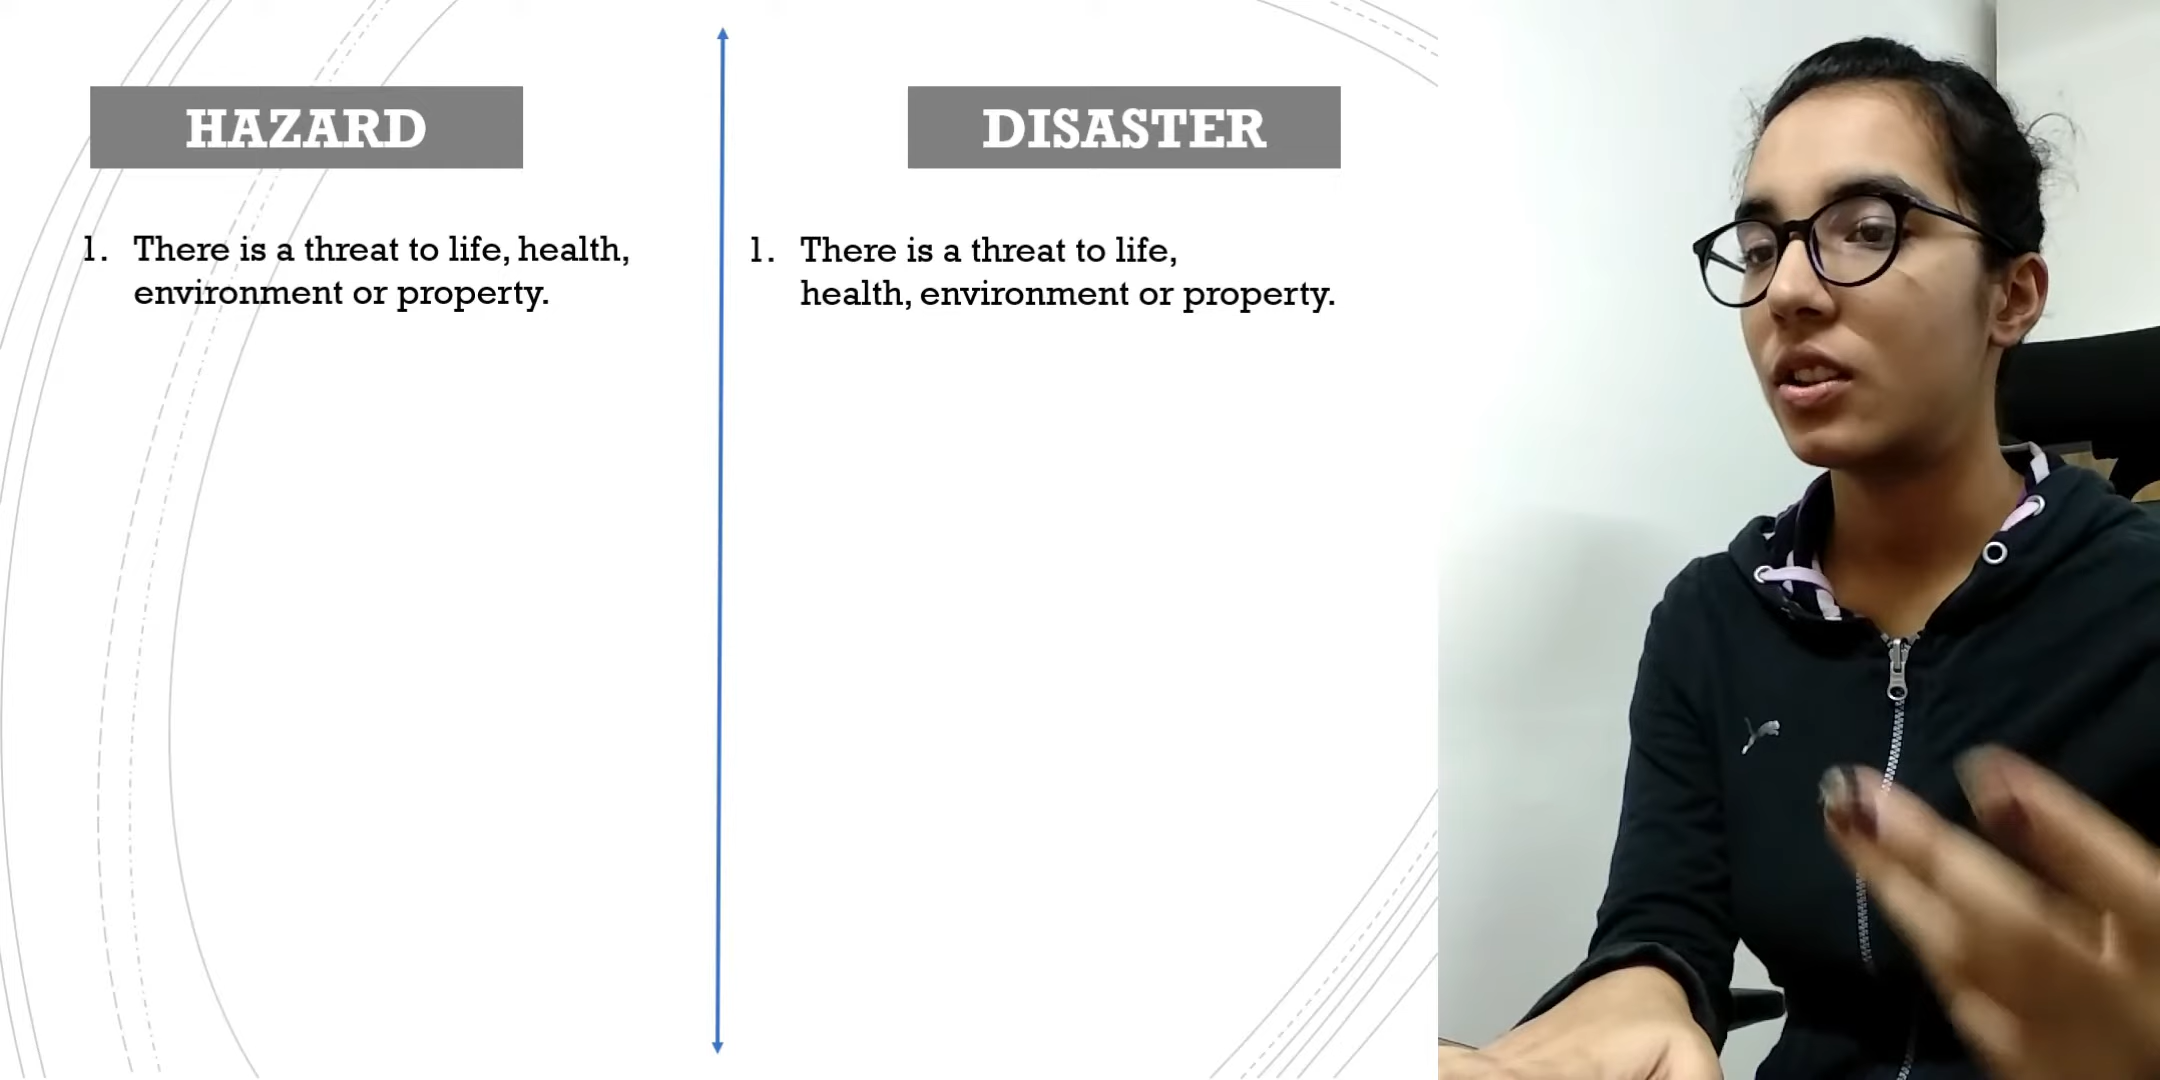 HAZARD
1. There is a threat to life, health,
environment or property.
DISASTER
1. There is a threat to life,
health, environment or property.